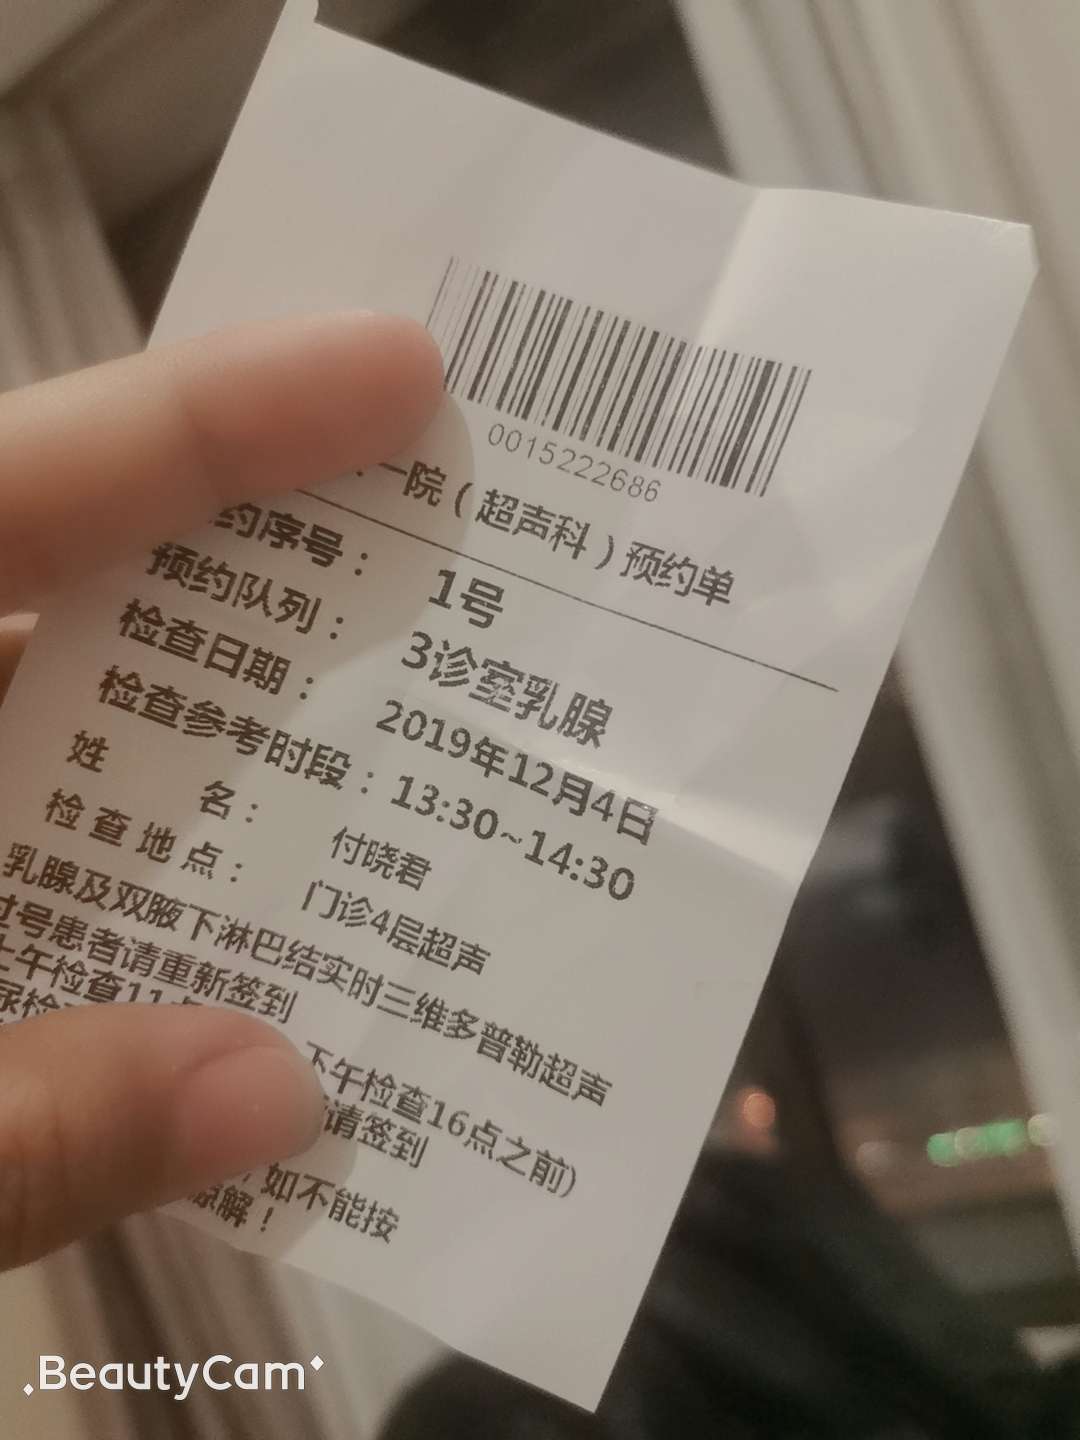 0015222686
一院（超声科）预约单
约序号： 1号
预约队列： 3诊室乳腺
检查日期： 2019年12月4日
检查参考时段：13:30~14:30
姓 名： 付晓君
检查地点： 门诊4层超声
乳腺及双腋下淋巴结实时三维多普勒超声
过号患者请重新签到
上午检查11 下午检查16点之前)
尿检 请签到
，如不能按
谅解！
BeautyCam